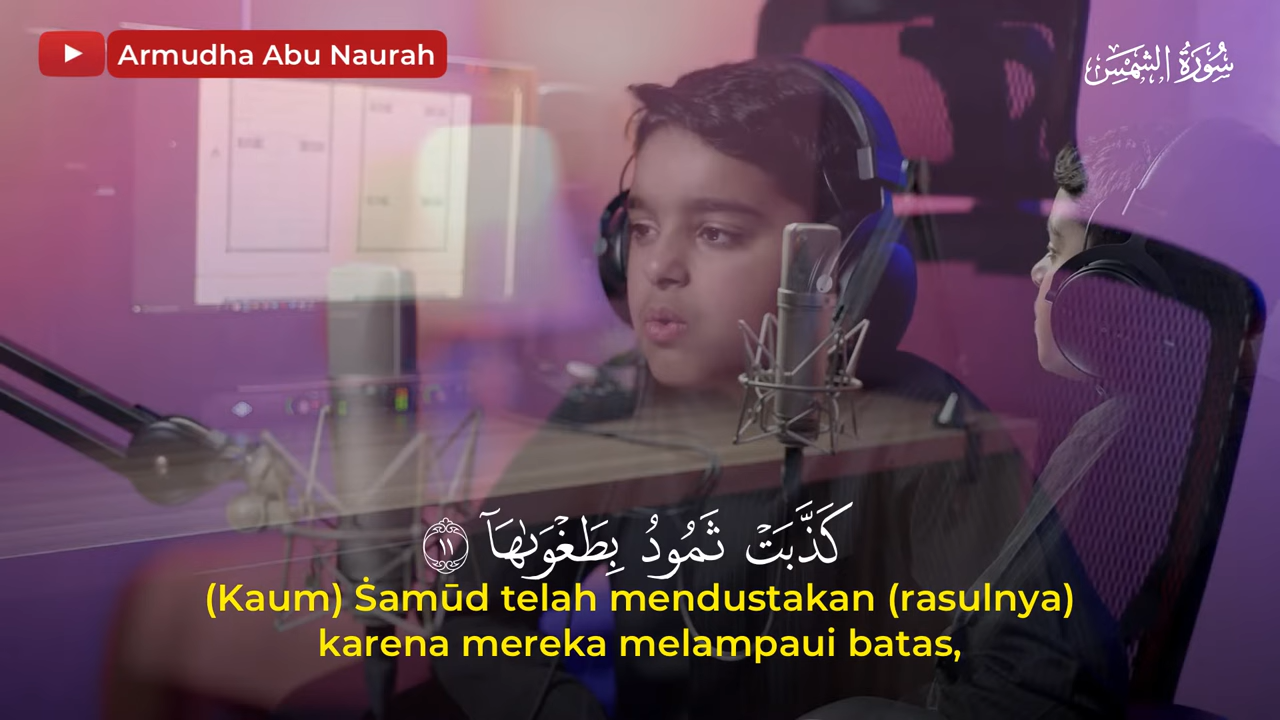 Armudha Abu Naurah
سُورَةُ الشَّمْسِ
كَذَّبَتْ ثَمُودُ بِطَغْوَىٰهَآ ١١
(Kaum) Ṡamūd telah mendustakan (rasulnya)
karena mereka melampaui batas,